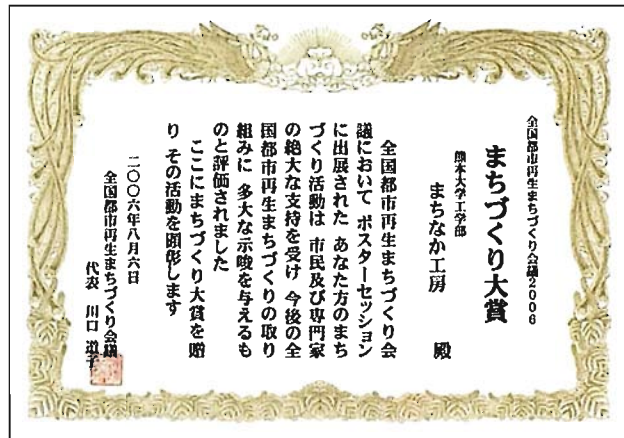 全国都市再生まちづくり会議2006
まちづくり大賞
熊本大学工学部
まちなか工房 殿
全国都市再生まちづくり会
議において ポスターセッション
に出展された あなた方のまち
づくり活動は 市民及び専門家
の絶大な支持を受け 今後の全
国都市再生まちづくりの取り
組みに 多大な示唆を与えるも
のと評価されました
ここにまちづくり大賞を贈
り その活動を顕彰します
二〇〇六年八月六日
全国都市再生まちづくり会議
代表 川口 道子